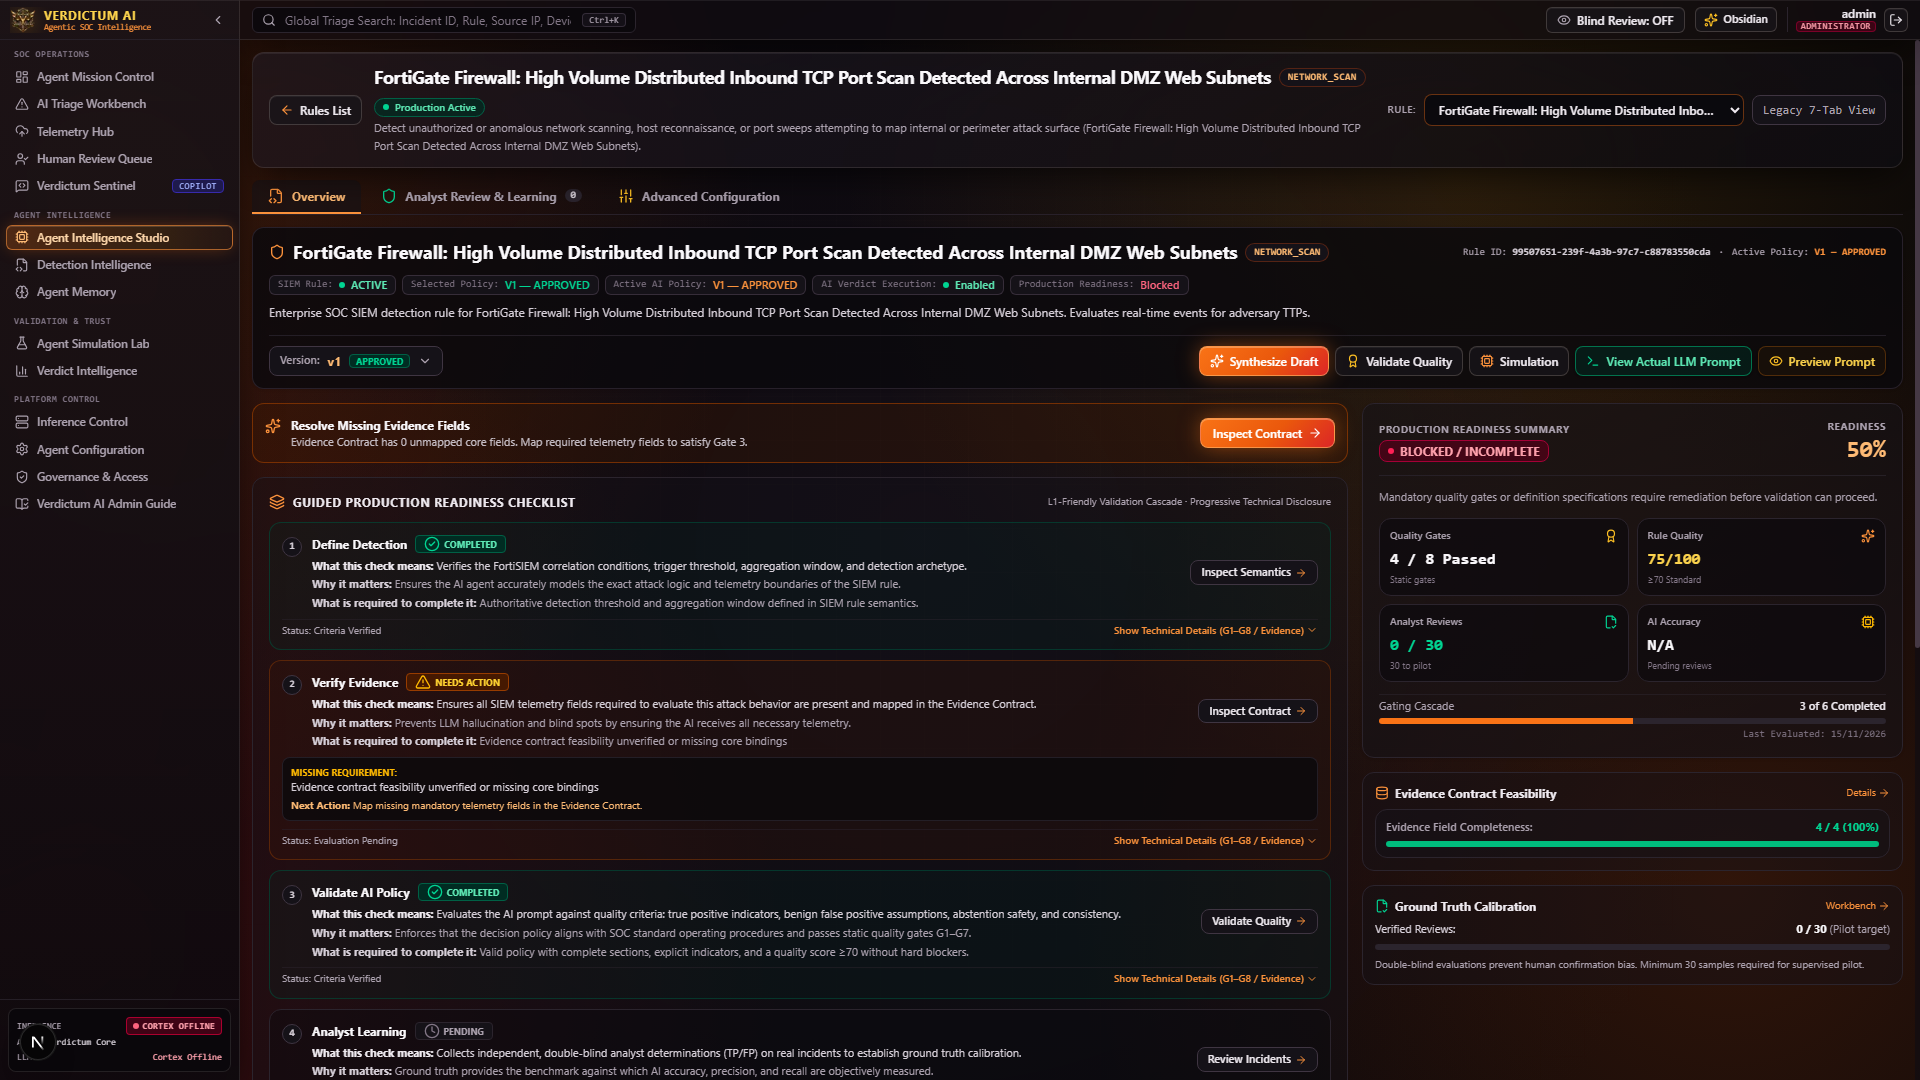 VERDICTUM AI
Agentic SOC Intelligence
Global Triage Search: Incident ID, Rule, Source IP, Devi
Ctrl+K
Blind Review: OFF
Obsidian
admin
ADMINISTRATOR
SOC OPERATIONS
Agent Mission Control
AI Triage Workbench
Telemetry Hub
Human Review Queue
Verdictum Sentinel
COPILOT
AGENT INTELLIGENCE
Agent Intelligence Studio
Detection Intelligence
Agent Memory
VALIDATION & TRUST
Agent Simulation Lab
Verdict Intelligence
PLATFORM CONTROL
Inference Control
Agent Configuration
Governance & Access
Verdictum AI Admin Guide
CORTEX OFFLINE
rdictum Core
Cortex Offline
N
Rules List
FortiGate Firewall: High Volume Distributed Inbound TCP Port Scan Detected Across Internal DMZ Web Subnets
NETWORK_SCAN
Production Active
Detect unauthorized or anomalous network scanning, host reconnaissance, or port sweeps attempting to map internal or perimeter attack surface (FortiGate Firewall: High Volume Distributed Inbound TCP
Port Scan Detected Across Internal DMZ Web Subnets).
RULE:
FortiGate Firewall: High Volume Distributed Inbo...
Legacy 7-Tab View
Overview
Analyst Review & Learning
0
Advanced Configuration
FortiGate Firewall: High Volume Distributed Inbound TCP Port Scan Detected Across Internal DMZ Web Subnets
NETWORK_SCAN
Rule ID: 99507651-239f-4a3b-97c7-c88783550cda · Active Policy: V1 — APPROVED
SIEM Rule: ACTIVE
Selected Policy: V1 — APPROVED
Active AI Policy: V1 — APPROVED
AI Verdict Execution: Enabled
Production Readiness: Blocked
Enterprise SOC SIEM detection rule for FortiGate Firewall: High Volume Distributed Inbound TCP Port Scan Detected Across Internal DMZ Web Subnets. Evaluates real-time events for adversary TTPs.
Version: v1 APPROVED
Synthesize Draft
Validate Quality
Simulation
View Actual LLM Prompt
Preview Prompt
Resolve Missing Evidence Fields
Evidence Contract has 0 unmapped core fields. Map required telemetry fields to satisfy Gate 3.
Inspect Contract
GUIDED PRODUCTION READINESS CHECKLIST
L1-Friendly Validation Cascade · Progressive Technical Disclosure
1
Define Detection
COMPLETED
What this check means: Verifies the FortiSIEM correlation conditions, trigger threshold, aggregation window, and detection archetype.
Why it matters: Ensures the AI agent accurately models the exact attack logic and telemetry boundaries of the SIEM rule.
What is required to complete it: Authoritative detection threshold and aggregation window defined in SIEM rule semantics.
Inspect Semantics
Status: Criteria Verified
Show Technical Details (G1–G8 / Evidence)
2
Verify Evidence
NEEDS ACTION
What this check means: Ensures all SIEM telemetry fields required to evaluate this attack behavior are present and mapped in the Evidence Contract.
Why it matters: Prevents LLM hallucination and blind spots by ensuring the AI receives all necessary telemetry.
What is required to complete it: Evidence contract feasibility unverified or missing core bindings
Inspect Contract
MISSING REQUIREMENT:
Evidence contract feasibility unverified or missing core bindings
Next Action: Map missing mandatory telemetry fields in the Evidence Contract.
Status: Evaluation Pending
Show Technical Details (G1–G8 / Evidence)
3
Validate AI Policy
COMPLETED
What this check means: Evaluates the AI prompt against quality criteria: true positive indicators, benign false positive assumptions, abstention safety, and consistency.
Why it matters: Enforces that the decision policy aligns with SOC standard operating procedures and passes static quality gates G1–G7.
What is required to complete it: Valid policy with complete sections, explicit indicators, and a quality score ≥70 without hard blockers.
Validate Quality
Status: Criteria Verified
Show Technical Details (G1–G8 / Evidence)
4
Analyst Learning
PENDING
What this check means: Collects independent, double-blind analyst determinations (TP/FP) on real incidents to establish ground truth calibration.
Why it matters: Ground truth provides the benchmark against which AI accuracy, precision, and recall are objectively measured.
Review Incidents
PRODUCTION READINESS SUMMARY
BLOCKED / INCOMPLETE
READINESS
50%
Mandatory quality gates or definition specifications require remediation before validation can proceed.
Quality Gates
4 / 8 Passed
Static gates
Rule Quality
75/100
≥70 Standard
Analyst Reviews
0 / 30
30 to pilot
AI Accuracy
N/A
Pending reviews
Gating Cascade
3 of 6 Completed
Last Evaluated: 15/11/2026
Evidence Contract Feasibility
Details
Evidence Field Completeness:
4 / 4 (100%)
Ground Truth Calibration
Workbench
Verified Reviews:
0 / 30 (Pilot target)
Double-blind evaluations prevent human confirmation bias. Minimum 30 samples required for supervised pilot.